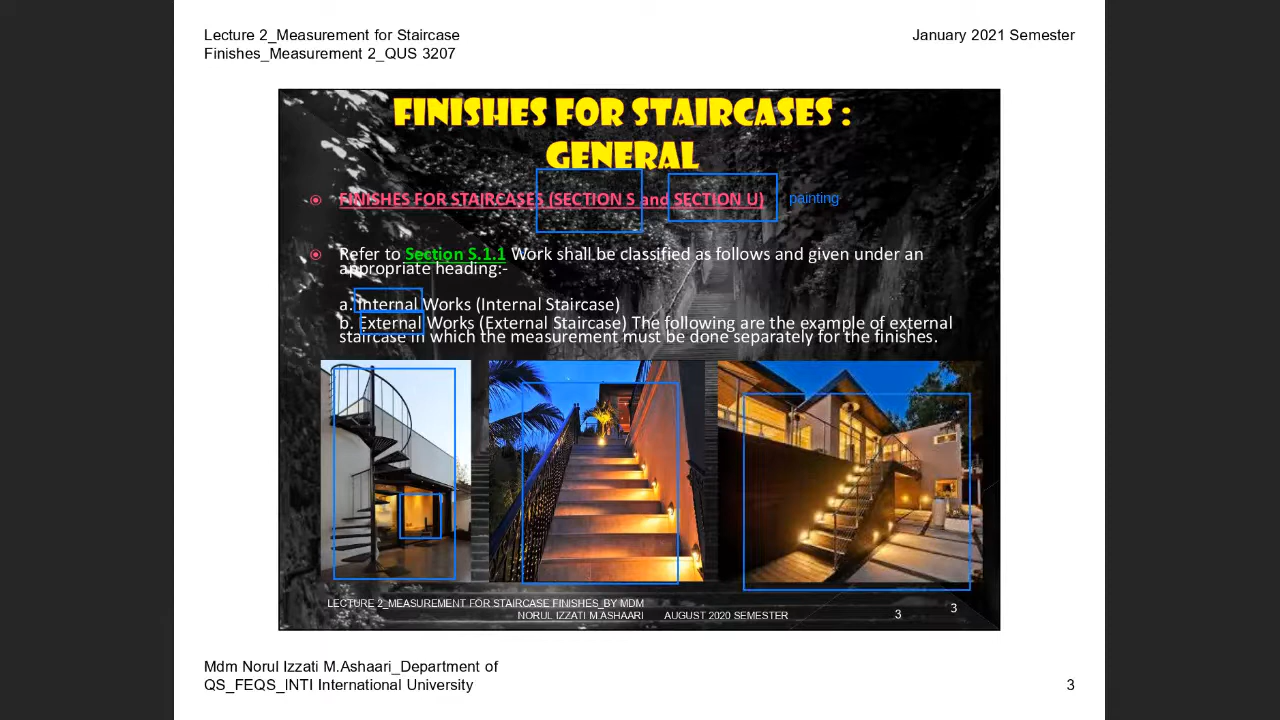 Lecture 2_Measurement for Staircase
Finishes_Measurement 2_QUS 3207
January 2021 Semester
FINISHES FOR STAIRCASES :
GENERAL
FINISHES FOR STAIRCASES (SECTION S and SECTION U)
painting
Refer to Section S.1.1 Work shall be classified as follows and given under an
appropriate heading:-
a. Internal Works (Internal Staircase)
b. External Works (External Staircase) The following are the example of external
staircase in which the measurement must be done separately for the finishes.
LECTURE 2_MEASUREMENT FOR STAIRCASE FINISHES_BY MDM
NORUL IZZATI M.ASHAARI
AUGUST 2020 SEMESTER
3
3
Mdm Norul Izzati M.Ashaari_Department of
QS_FEQS_INTI International University
3